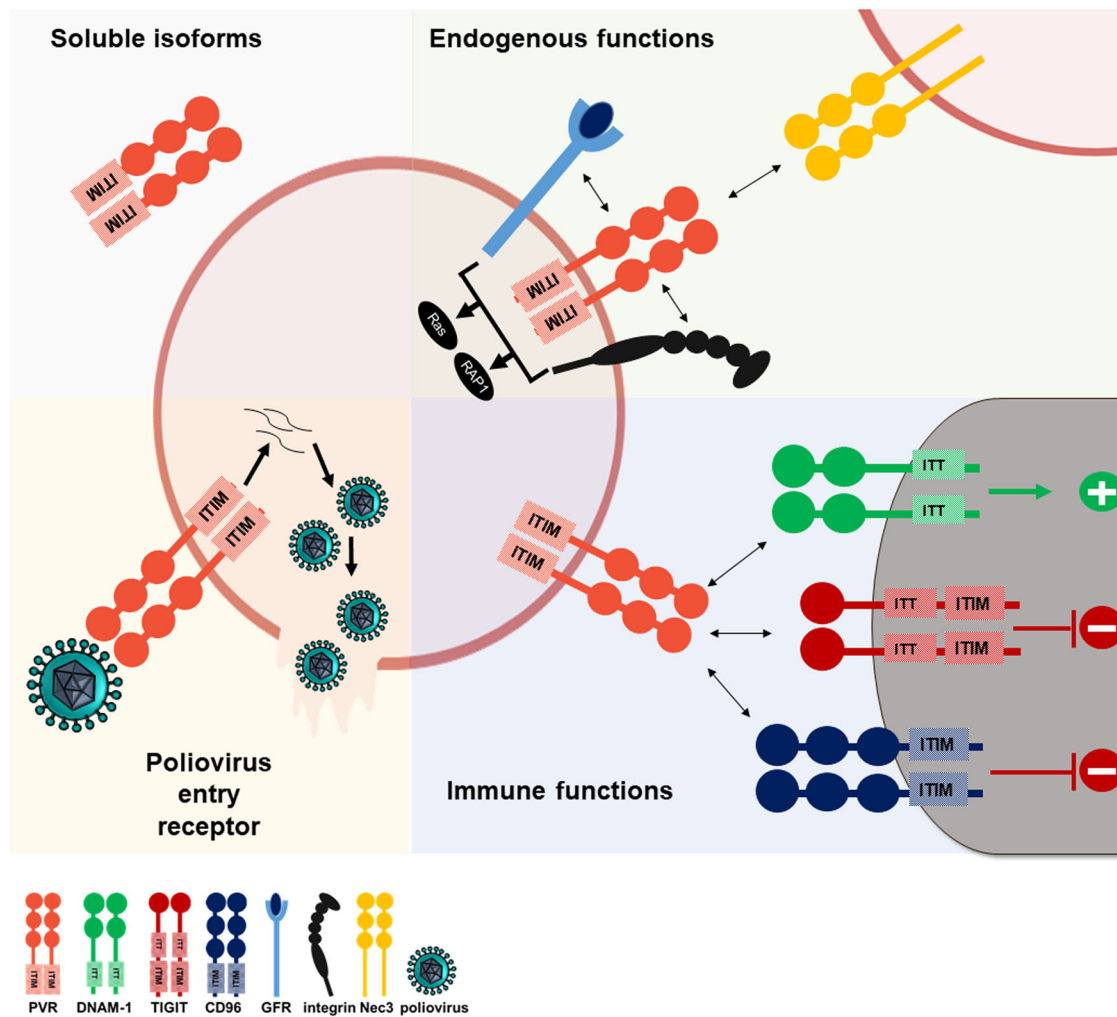 Soluble isoforms
Endogenous functions
ITIM
ITIM
ITIM
ITIM
Ras
RAP1
ITIM
ITIM
ITIM
ITIM
ITT
ITT
ITT
ITIM
ITT
ITIM
ITIM
ITIM
Poliovirus
entry
receptor
Immune functions
ITIM
ITIM
ITT
ITT
ITT
ITT
ITIM
ITIM
ITIM
ITIM
PVR
DNAM-1
TIGIT
CD96
GFR
integrin
Nec3
poliovirus